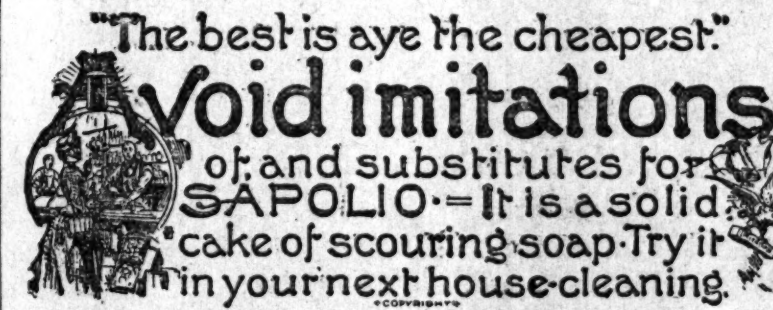 "The best is aye the cheapest."
Avoid imitations
of, and substitutes for
SAPOLIO·=It is a solid
cake of scouring soap·Try it
in your next house-cleaning.
COPYRIGHT